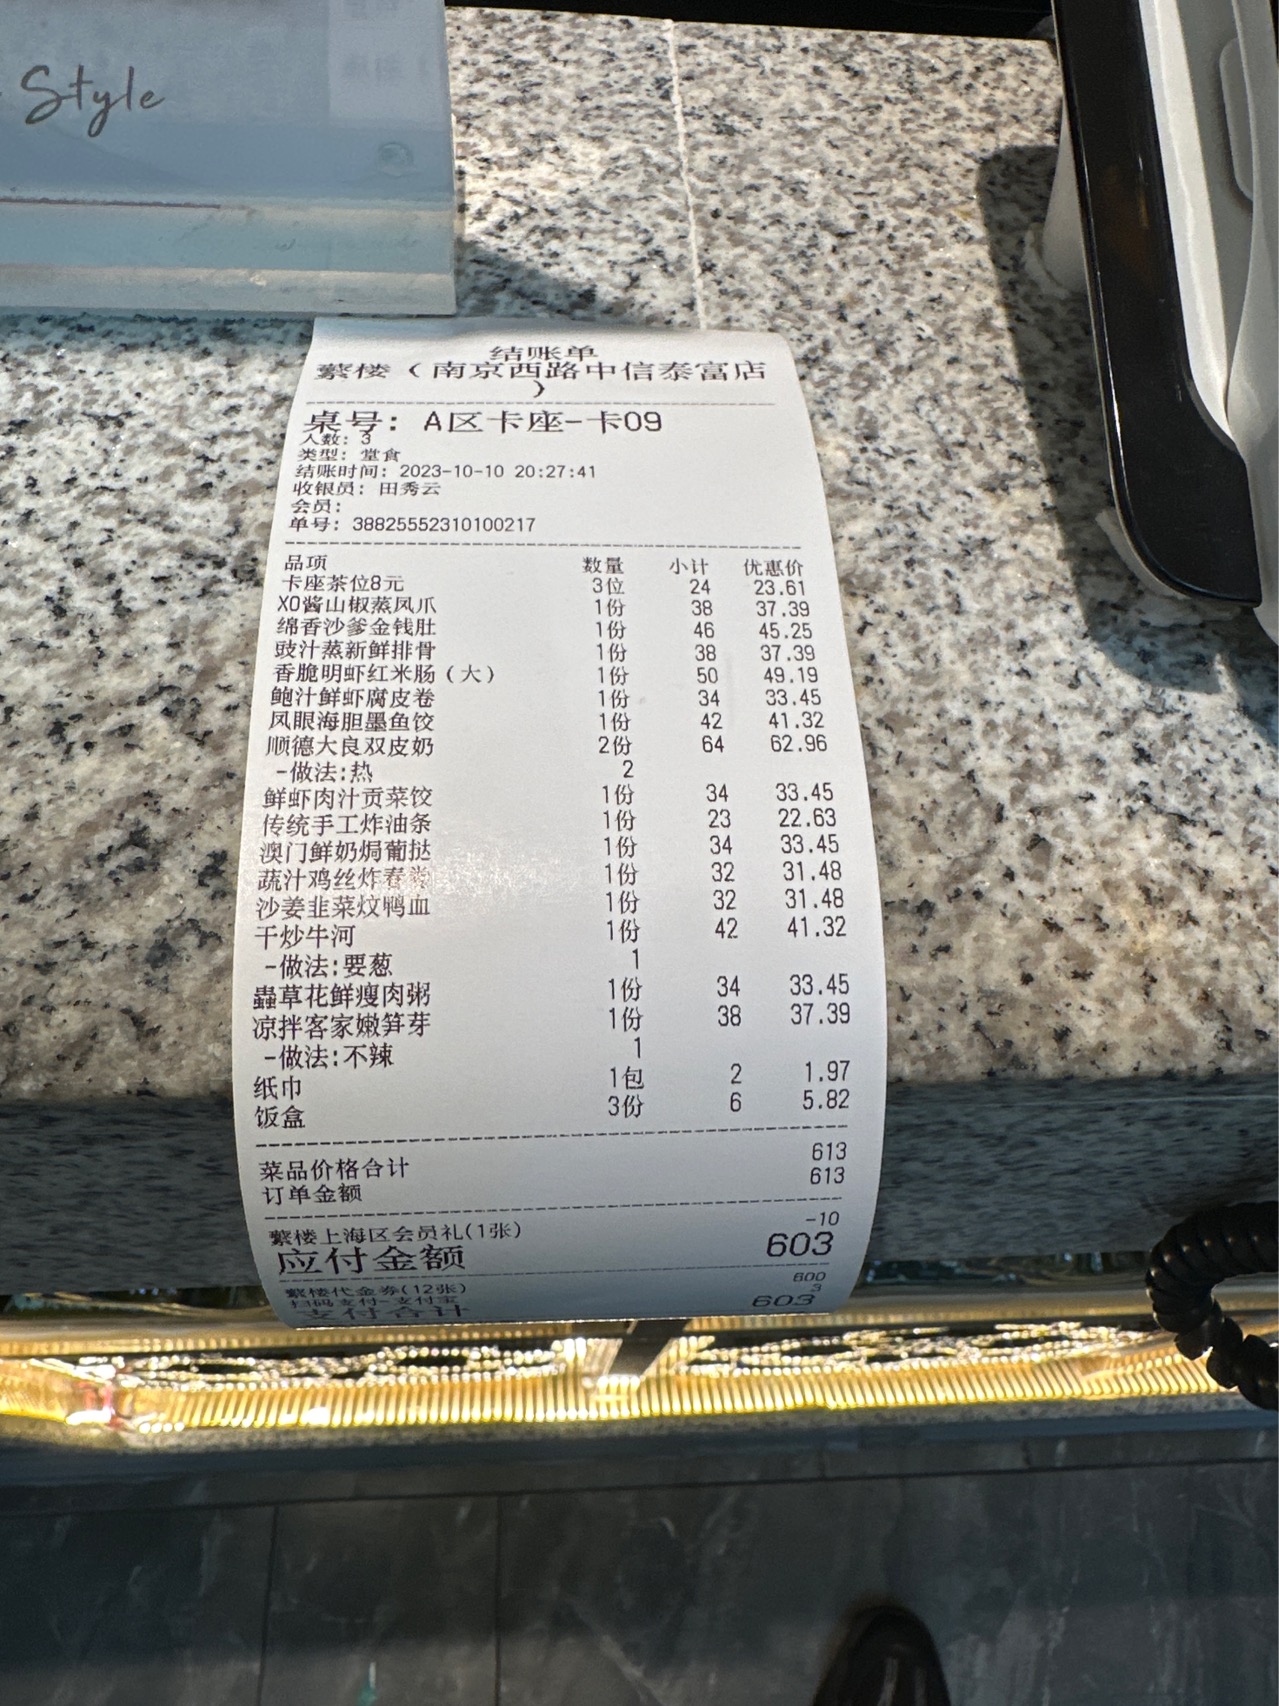 Style
结账单
蘩楼（南京西路中信泰富店
）
桌号：A区卡座-卡09
人数：3
类型：堂食
结账时间：2023-10-10 20:27:41
收银员：田秀云
会员：
单号：38825552310100217
品项 数量 小计 优惠价
卡座茶位8元 3位 24 23.61
XO酱山椒蒸凤爪 1份 38 37.39
绵香沙爹金钱肚 1份 46 45.25
豉汁蒸新鲜排骨 1份 38 37.39
香脆明虾红米肠（大） 1份 50 49.19
鲍汁鲜虾腐皮卷 1份 34 33.45
凤眼海胆墨鱼饺 1份 42 41.32
顺德大良双皮奶 2份 64 62.96
-做法:热 2
鲜虾肉汁贡菜饺 1份 34 33.45
传统手工炸油条 1份 23 22.63
澳门鲜奶焗葡挞 1份 34 33.45
蔬汁鸡丝炸春卷 1份 32 31.48
沙姜韭菜炆鸭血 1份 32 31.48
干炒牛河 1份 42 41.32
-做法:要葱 1
蟲草花鲜瘦肉粥 1份 34 33.45
凉拌客家嫩笋芽 1份 38 37.39
-做法:不辣 1
纸巾 1包 2 1.97
饭盒 3份 6 5.82
菜品价格合计 613
订单金额 613
蘩楼上海区会员礼(1张) -10
应付金额 603
蘩楼代金券(12张) 600
扫码支付-支付宝 3
支付合计 603